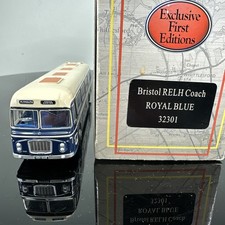 Exclusive
First
Editions
Bristol RELH Coach
ROYAL BLUE
32301